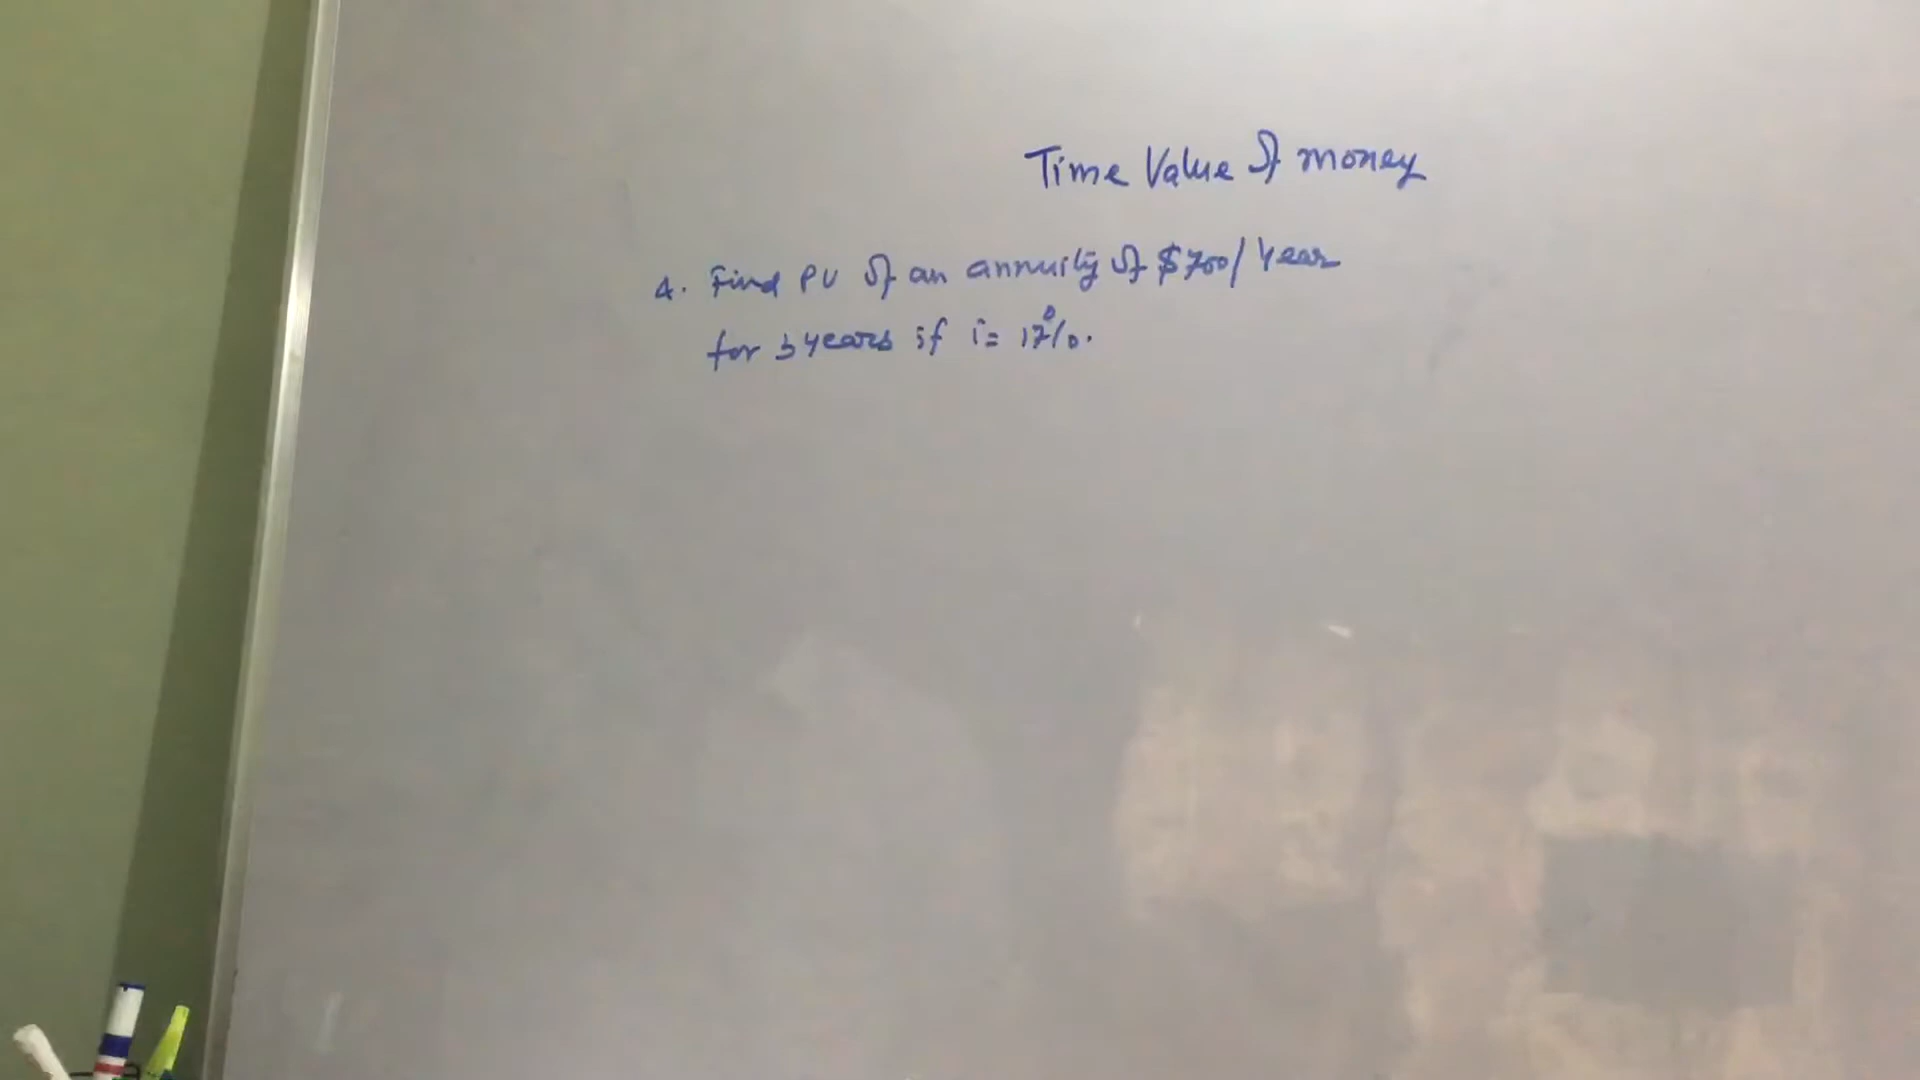 Time Value of money
4. Find PV of an annuity of $700/Year
for 3 years if i = 17%.